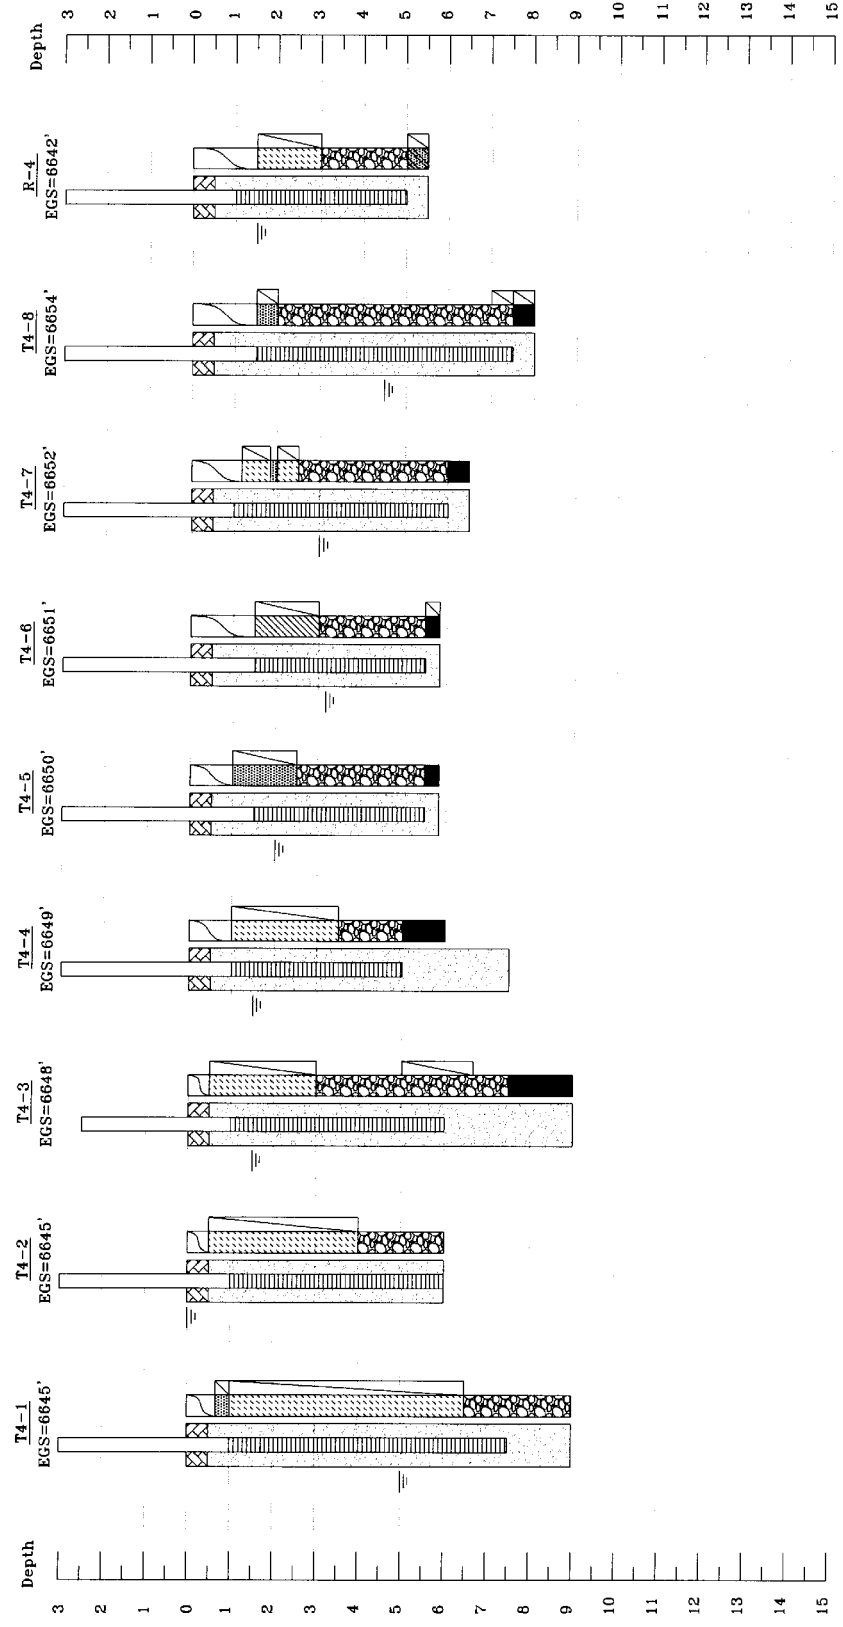 Depth
3
2
1
0
1
2
3
4
5
6
7
8
9
10
11
12
13
14
15
T4-1
EGS=6645'
T4-2
EGS=6645'
T4-3
EGS=6648'
T4-4
EGS=6649'
T4-5
EGS=6650'
T4-6
EGS=6651'
T4-7
EGS=6652'
T4-8
EGS=6654'
R-4
EGS=6642'
Depth
3
2
1
0
1
2
3
4
5
6
7
8
9
10
11
12
13
14
15